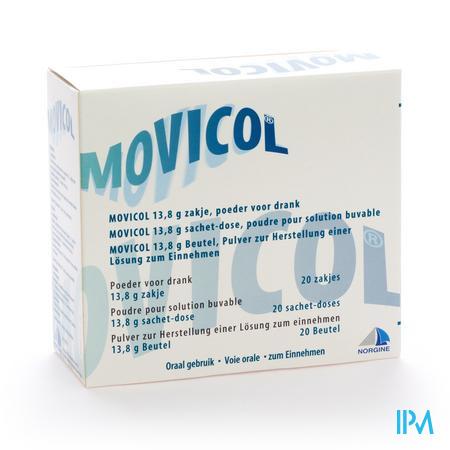 MOVICOL®
MOVICOL 13,8 g zakje, poeder voor drank
MOVICOL 13,8 g sachet-dose, poudre pour solution buvable
MOVICOL 13,8 g Beutel, Pulver zur Herstellung einer
Lösung zum Einnehmen
MOVICOL®
Poeder voor drank
13,8 g zakje 20 zakjes
Poudre pour solution buvable
13,8 g sachet-dose 20 sachet-doses
Pulver zur Herstellung einer Lösung zum einnehmen
13,8 g Beutel 20 Beutel
Oraal gebruik - Voie orale - zum Einnehmen
NORGINE
IPM